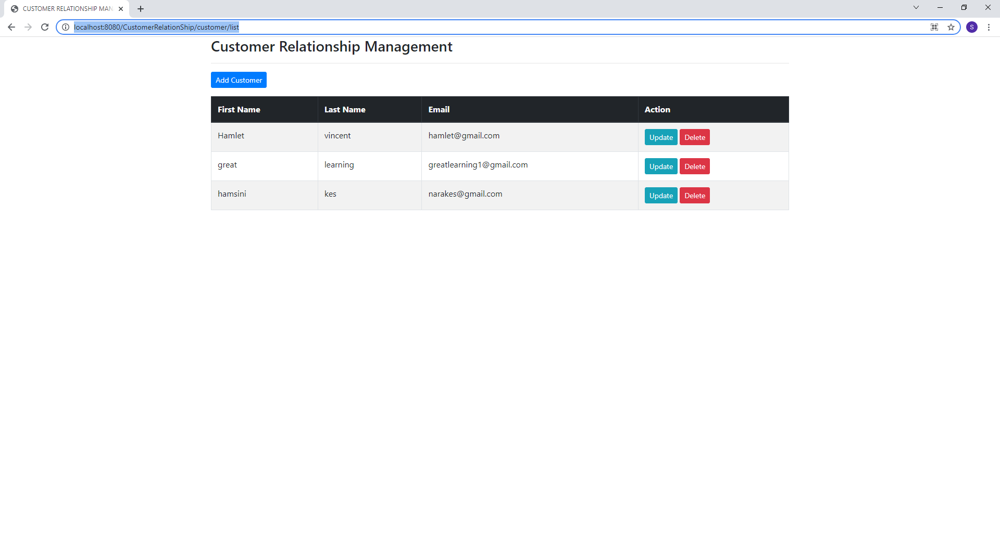 CUSTOMER RELATIONSHIP MAN
localhost:8080/CustomerRelationShip/customer/list
S
Customer Relationship Management
Add Customer
First Name Last Name Email Action
Hamlet vincent hamlet@gmail.com Update Delete
great learning greatlearning1@gmail.com Update Delete
hamsini kes narakes@gmail.com Update Delete